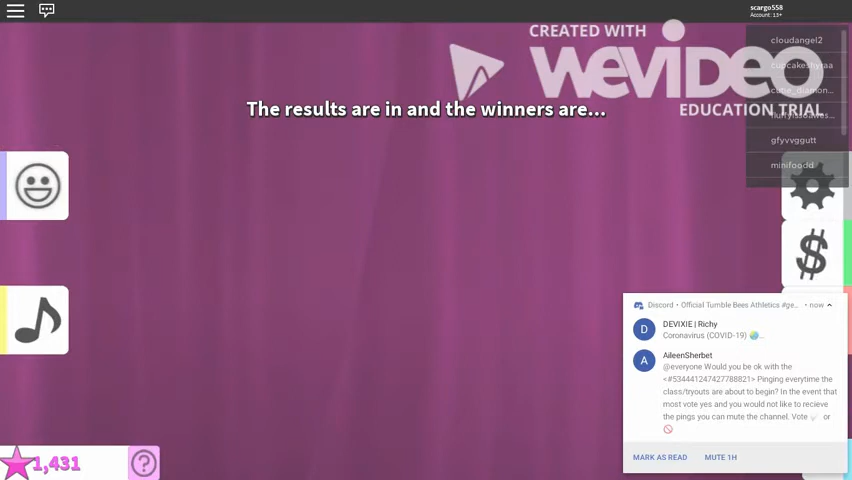 scargo558
Account: 13+
CREATED WITH
WeVideo
EDUCATION TRIAL
cloudangel2
cupcakeshyraa
gfyvvggutt
minifoodd
The results are in and the winners are...
$
Discord • Official Tumble Bees Athletics #ge... • now
D
DEVIXIE | Richy
Coronavirus (COVID-19) 🌏...
A
AileenSherbet
@everyone Would you be ok with the
<#534441247427788821> Pinging everytime the
class/tryouts are about to begin? In the event that
most vote yes and you would not like to recieve
the pings you can mute the channel. Vote ✅ or
🚫
MARK AS READ MUTE 1H
1,431
?